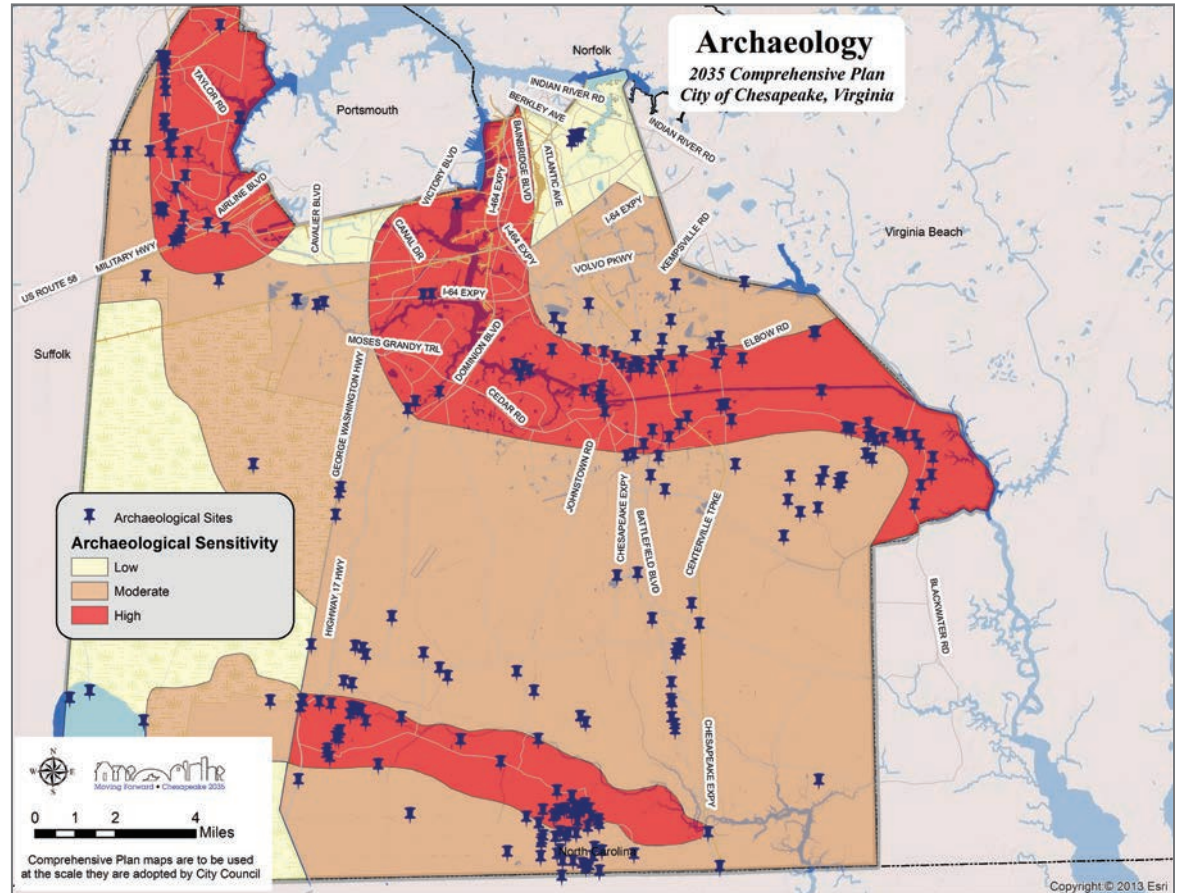 Archaeology
2035 Comprehensive Plan
City of Chesapeake, Virginia
Norfolk
INDIAN RIVER RD
BERKLEY AVE
INDIAN RIVER RD
TAYLOR RD
Portsmouth
BAINBRIDGE BLVD
ATLANTIC AVE
VICTORY BLVD
I-464 EXPY
AIRLINE BLVD
CAVALIER BLVD
I-64 EXPY
KEMPSVILLE RD
CANAL DR
I-464 EXPY
Virginia Beach
MILITARY HWY
US ROUTE 58
VOLVO PKWY
I-64 EXPY
ELBOW RD
MOSES GRANDY TRL
DOMINION BLVD
Suffolk
GEORGE WASHINGTON HWY
CEDAR RD
JOHNSTOWN RD
CHESAPEAKE EXPY
BATTLEFIELD BLVD
CENTERVILLE TPKE
Archaeological Sites
Archaeological Sensitivity
Low
Moderate
High
HIGHWAY 17 HWY
BLACKWATER RD
CHESAPEAKE EXPY
N
W E
S
Moving Forward • Chesapeake 2035
0 1 2 4
Miles
Comprehensive Plan maps are to be used
at the scale they are adopted by City Council
North Carolina
Copyright:© 2013 Esri